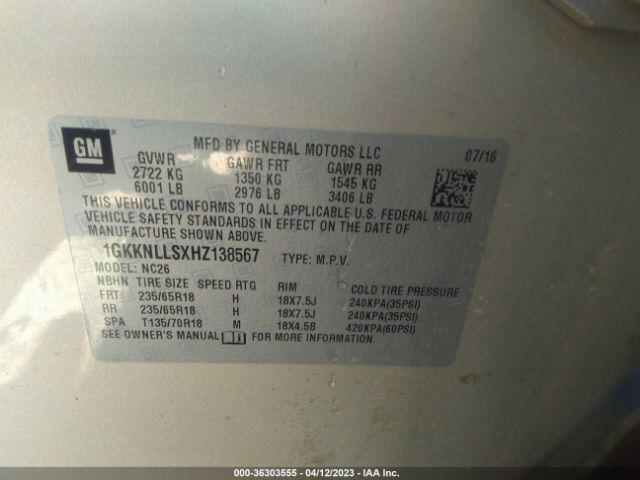 GM
MFD BY GENERAL MOTORS LLC 07/16
GVWR GAWR FRT GAWR RR
2722 KG 1350 KG 1545 KG
6001 LB 2976 LB 3406 LB
THIS VEHICLE CONFORMS TO ALL APPLICABLE U.S. FEDERAL MOTOR
VEHICLE SAFETY STANDARDS IN EFFECT ON THE DATE OF
MANUFACTURE SHOWN ABOVE.
1GKKNLLSXHZ138567 TYPE: M.P.V.
MODEL: NC26
NBHN TIRE SIZE SPEED RTG RIM COLD TIRE PRESSURE
FRT 235/65R18 H 18X7.5J 240KPA(35PSI)
RR 235/65R18 H 18X7.5J 240KPA(35PSI)
SPA T135/70R18 M 18X4.5B 420KPA(60PSI)
SEE OWNER'S MANUAL FOR MORE INFORMATION.
000-36303555 - 04/12/2023 - IAA Inc.